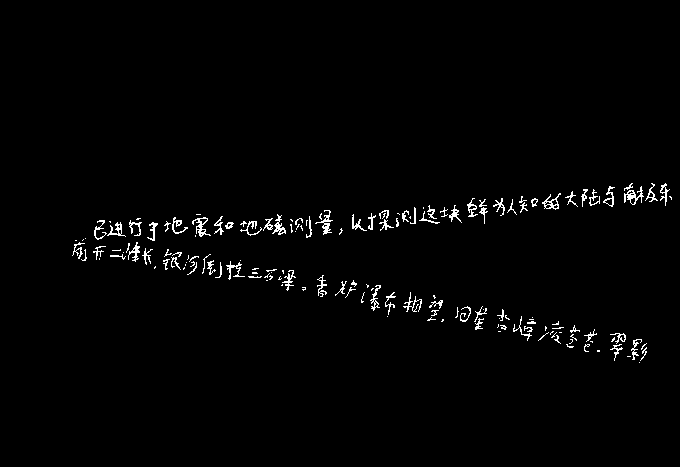 已进行了地震和地磁测量，以探测这块鲜为人知的大陆与南极东
前开二峰长，银河倒挂三石梁。香炉瀑布相望，回崖沓嶂凌苍苍。翠影